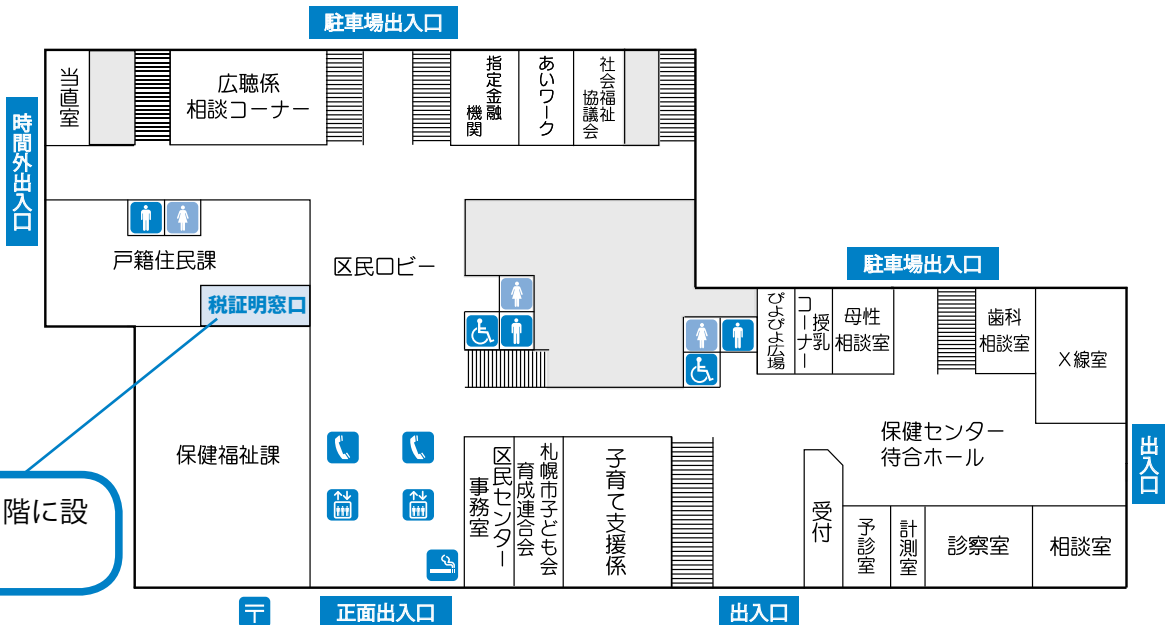 駐車場出入口
時間外出入口
当直室
広聴係
相談コーナー
指定金融
機関
あいワーク
社会福祉
協議会
戸籍住民課
税証明窓口
区民ロビー
駐車場出入口
ぴよぴよ広場
授乳
コーナー
母性
相談室
歯科
相談室
X線室
保健福祉課
階に設
区民センター
事務室
札幌市子ども会
育成連合会
子育て支援係
保健センター
待合ホール
受付
予診室
計測室
診察室
相談室
出入口
〒
正面出入口
出入口